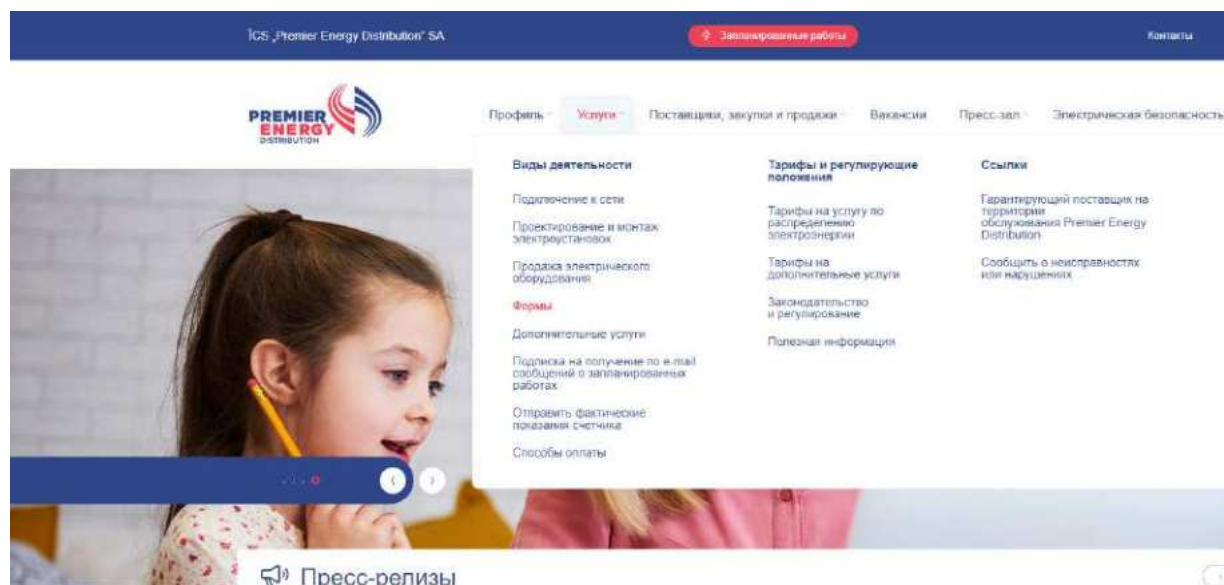 ÎCS „Premier Energy Distribution" SA
Запланированные работы
Контакты
PREMIER
ENERGY
DISTRIBUTION
Профиль
Услуги
Поставщики, закупки и продажи
Вакансии
Пресс-зал
Электрическая безопасность
Виды деятельности
Подключение к сети
Проектирование и монтаж
электроустановок
Продажа электрического
оборудования
Формы
Дополнительные услуги
Подписка на получение по e-mail
сообщений о запланированных
работах
Отправить фактические
показания счетчика
Способы оплаты
Тарифы и регулирующие
положения
Тарифы на услугу по
распределению
электроэнергии
Тарифы на
дополнительные услуги
Законодательство
и регулирование
Полезная информация
Ссылки
Гарантирующий поставщик на
территории
обслуживания Premier Energy
Distribution
Сообщить о неисправностях
или нарушениях
Пресс-релизы